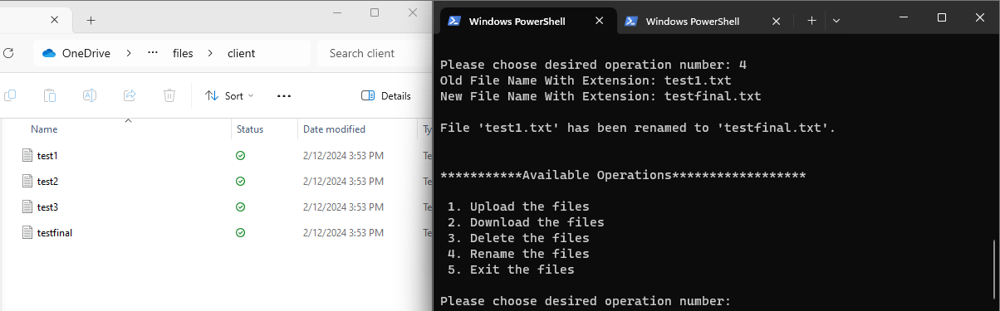 OneDrive > ... files > client
Search client
Sort
Details
Name Status Date modified Ty
test1 2/12/2024 3:53 PM Te
test2 2/12/2024 3:53 PM Te
test3 2/12/2024 3:53 PM Te
testfinal 2/12/2024 3:53 PM Te
Windows PowerShell
Windows PowerShell
Please choose desired operation number: 4
Old File Name With Extension: test1.txt
New File Name With Extension: testfinal.txt
File 'test1.txt' has been renamed to 'testfinal.txt'.
***********Available Operations******************
1. Upload the files
2. Download the files
3. Delete the files
4. Rename the files
5. Exit the files
Please choose desired operation number: